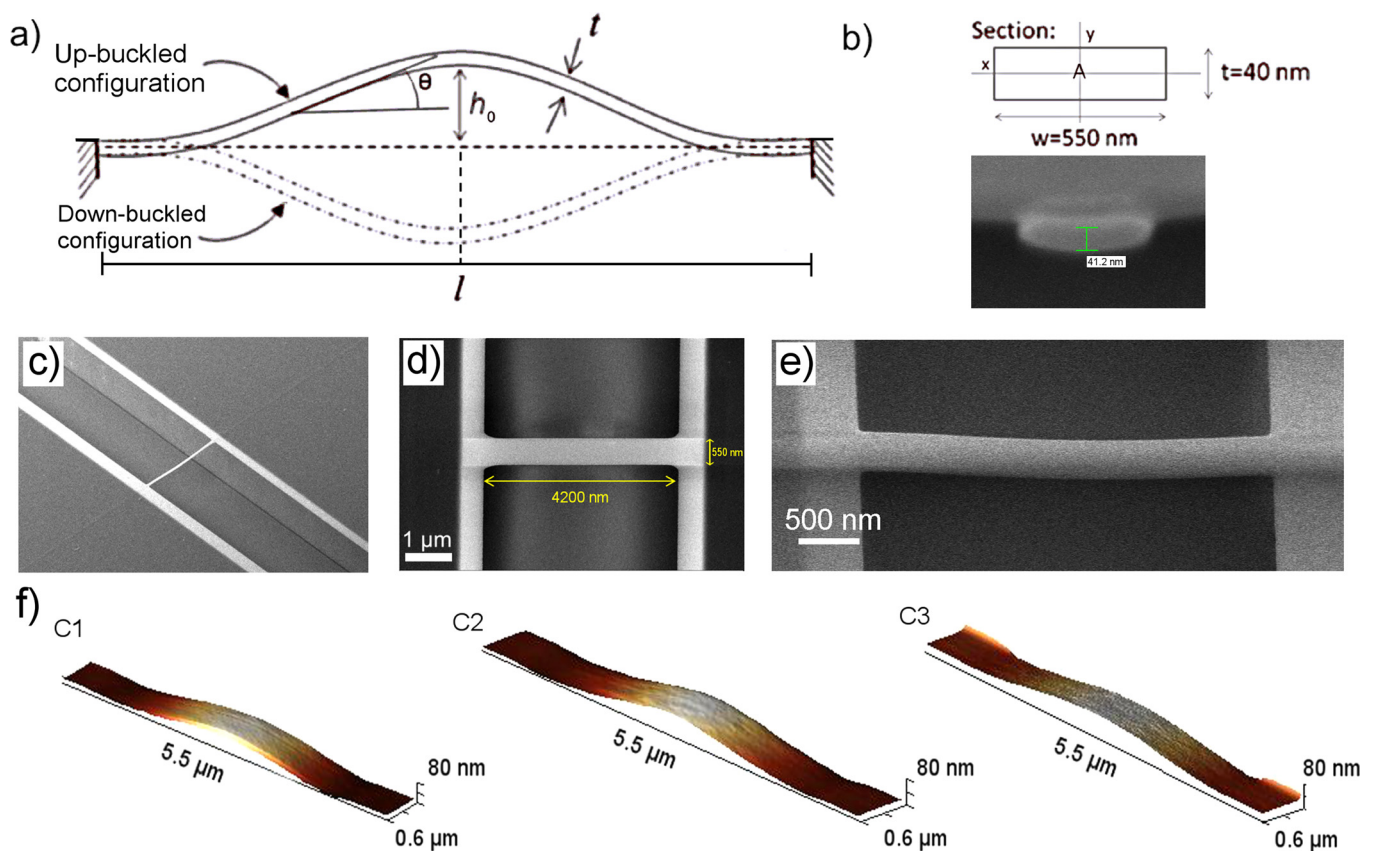 a)
Up-buckled
configuration
t
θ
h0
Down-buckled
configuration
l
b)
Section:
y
x
A
t=40 nm
w=550 nm
41.2 nm
c)
d)
550 nm
4200 nm
1 µm
e)
500 nm
f)
C1
5.5 µm
80 nm
0.6 µm
C2
5.5 µm
80 nm
0.6 µm
C3
5.5 µm
80 nm
0.6 µm